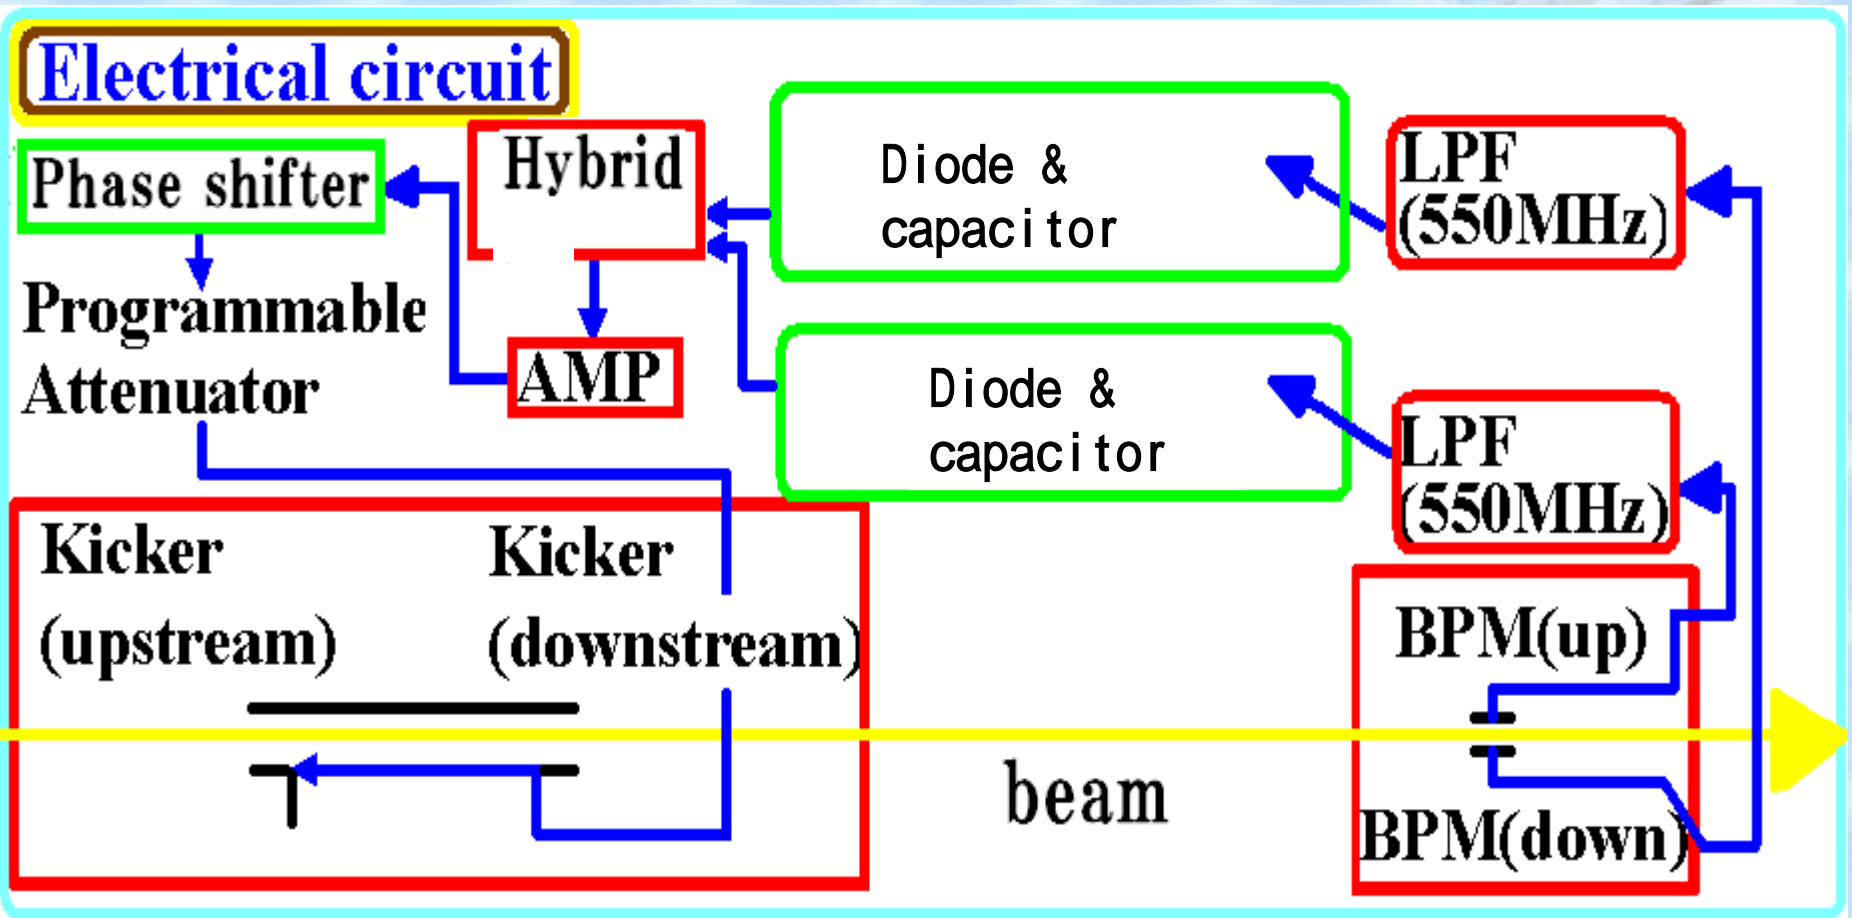 Electrical circuit
Phase shifter
Hybrid
Diode &
capacitor
LPF
(550MHz)
Programmable
Attenuator
AMP
Diode &
capacitor
LPF
(550MHz)
Kicker
(upstream)
Kicker
(downstream)
BPM(up)
beam
BPM(down)